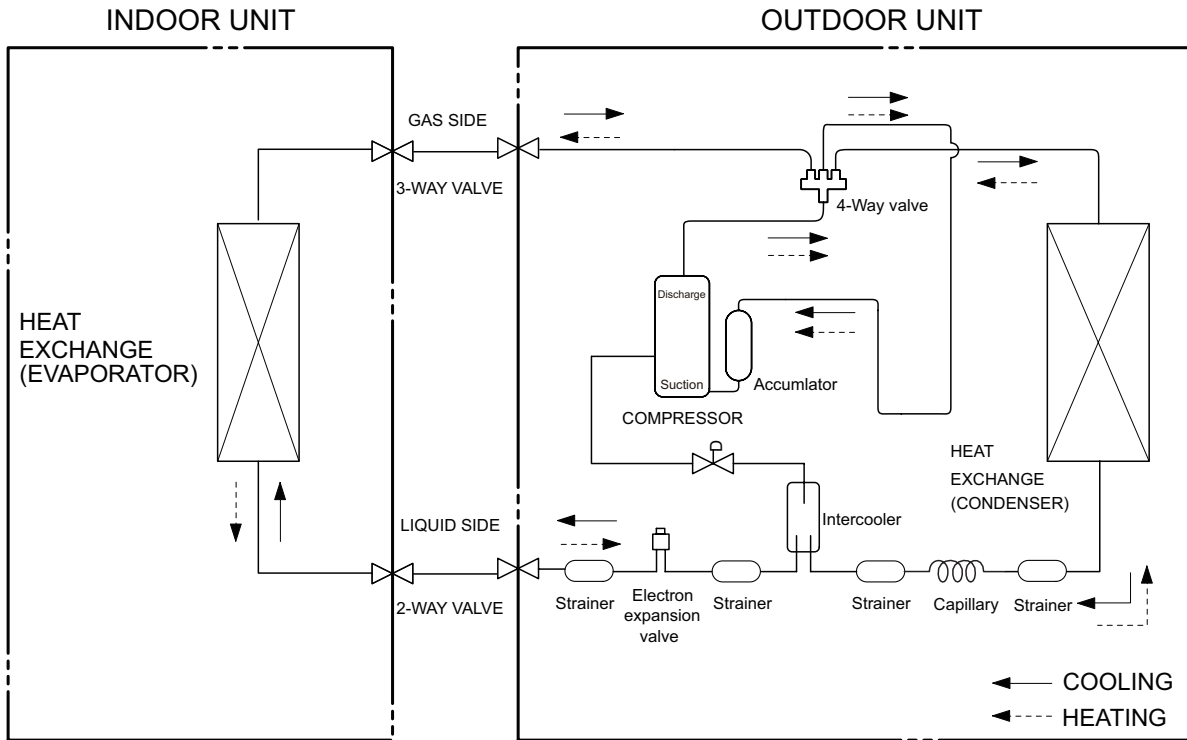 INDOOR UNIT
OUTDOOR UNIT
GAS SIDE
3-WAY VALVE
4-Way valve
Discharge
Suction
Accumlator
COMPRESSOR
HEAT
EXCHANGE
(EVAPORATOR)
HEAT
EXCHANGE
(CONDENSER)
Intercooler
LIQUID SIDE
2-WAY VALVE
Strainer
Electron
expansion
valve
Strainer
Strainer
Capillary
Strainer
COOLING
HEATING